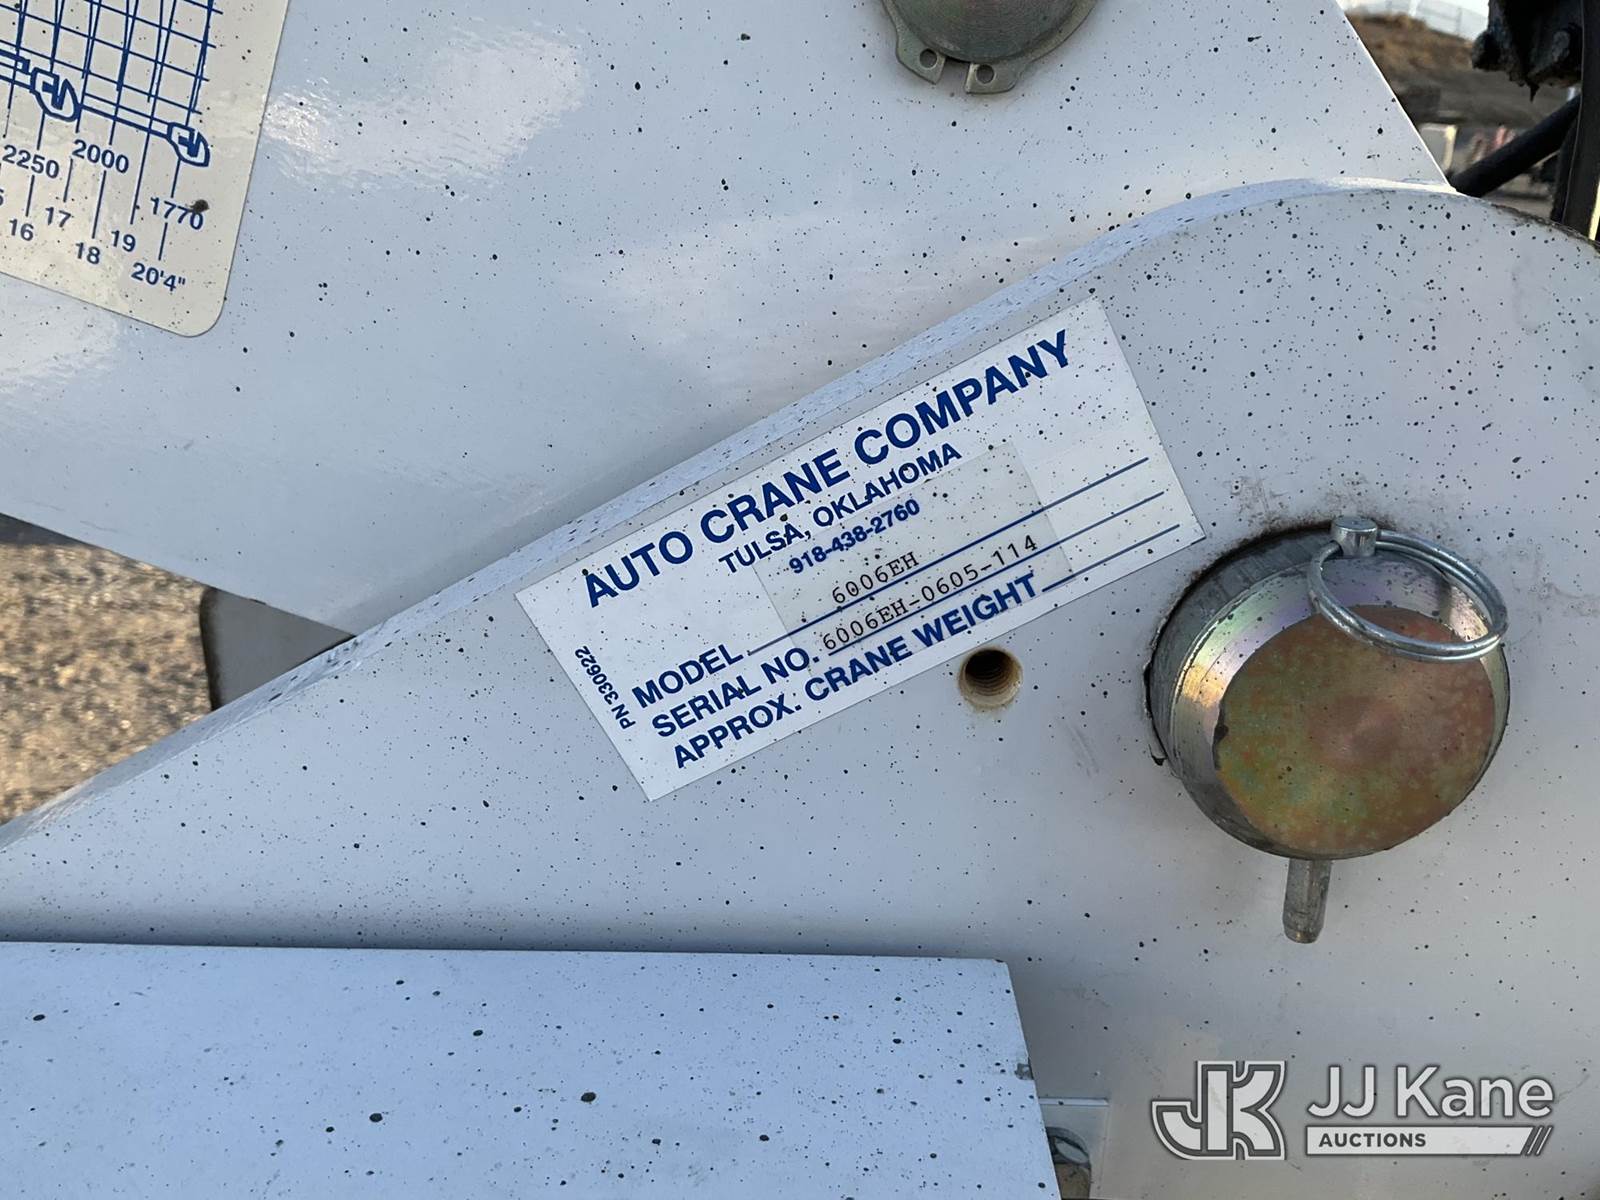 2250
2000
1770
16
17
18
19
20'4"
AUTO CRANE COMPANY
TULSA, OKLAHOMA
918-438-2760
MODEL 6006EH
SERIAL NO. 6006EH-0605-114
APPROX. CRANE WEIGHT
PN 330622
JK JJ Kane
AUCTIONS